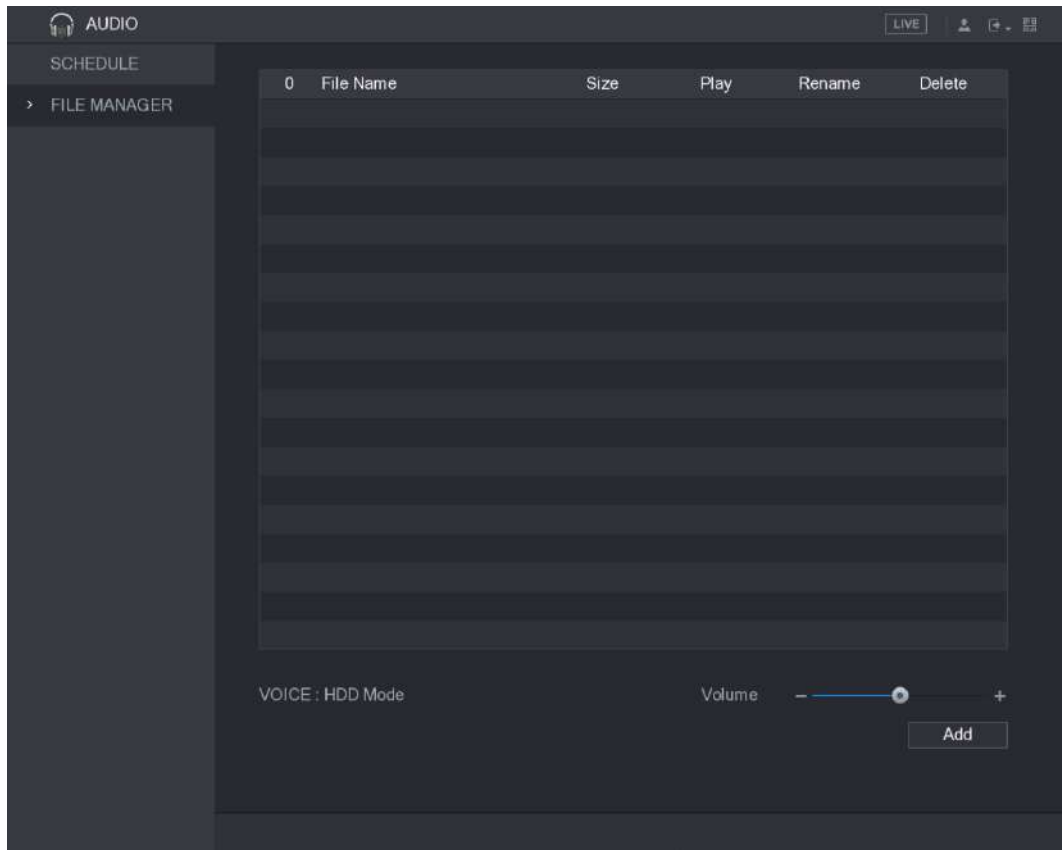 AUDIO LIVE
SCHEDULE
FILE MANAGER
0 File Name Size Play Rename Delete
VOICE : HDD Mode Volume - +
Add